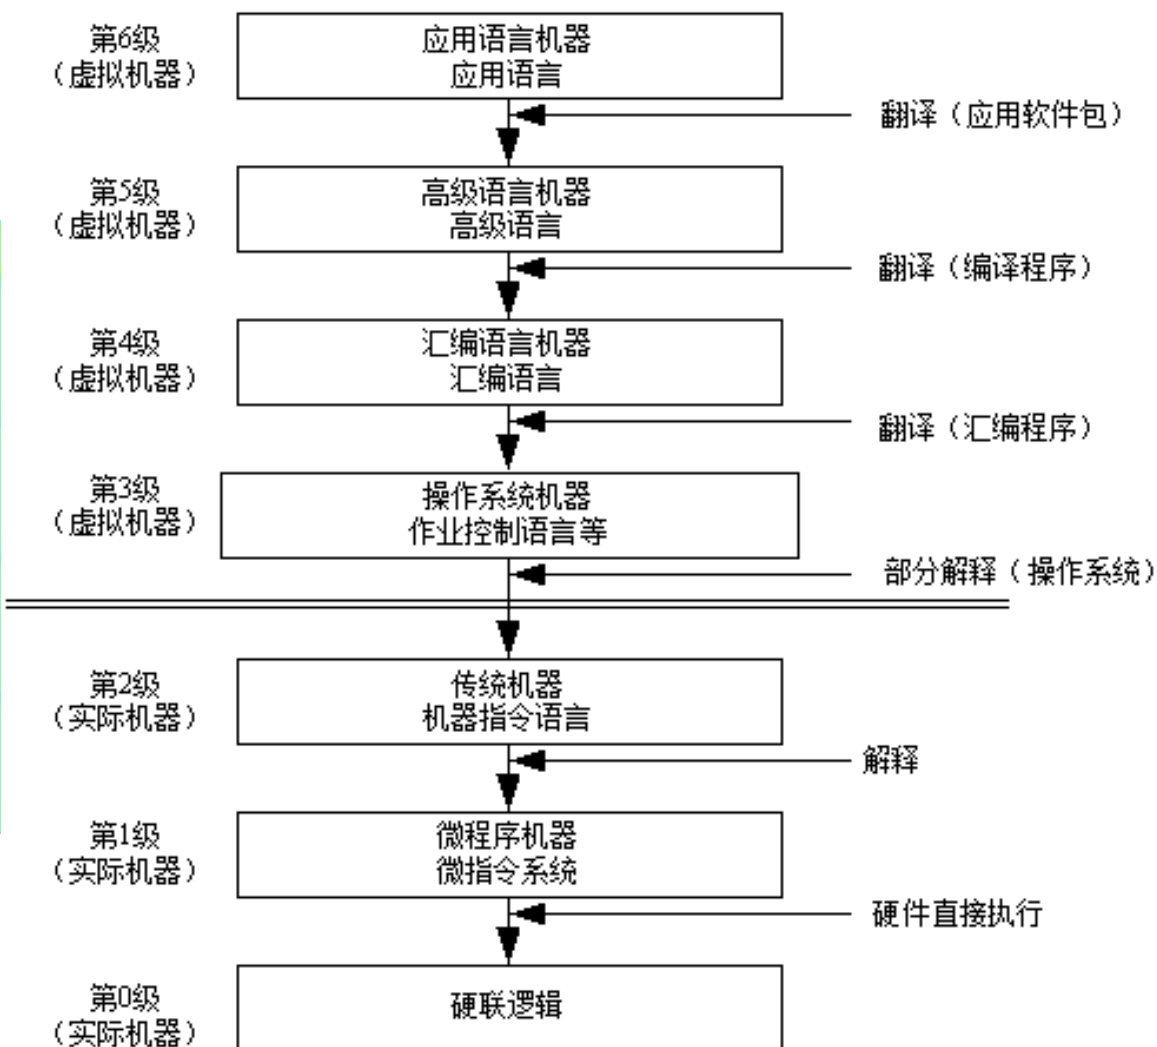 第6级
（虚拟机器）
应用语言机器
应用语言
翻译（应用软件包）
第5级
（虚拟机器）
高级语言机器
高级语言
翻译（编译程序）
第4级
（虚拟机器）
汇编语言机器
汇编语言
翻译（汇编程序）
第3级
（虚拟机器）
操作系统机器
作业控制语言等
部分解释（操作系统）
第2级
（实际机器）
传统机器
机器指令语言
解释
第1级
（实际机器）
微程序机器
微指令系统
硬件直接执行
第0级
（实际机器）
硬联逻辑